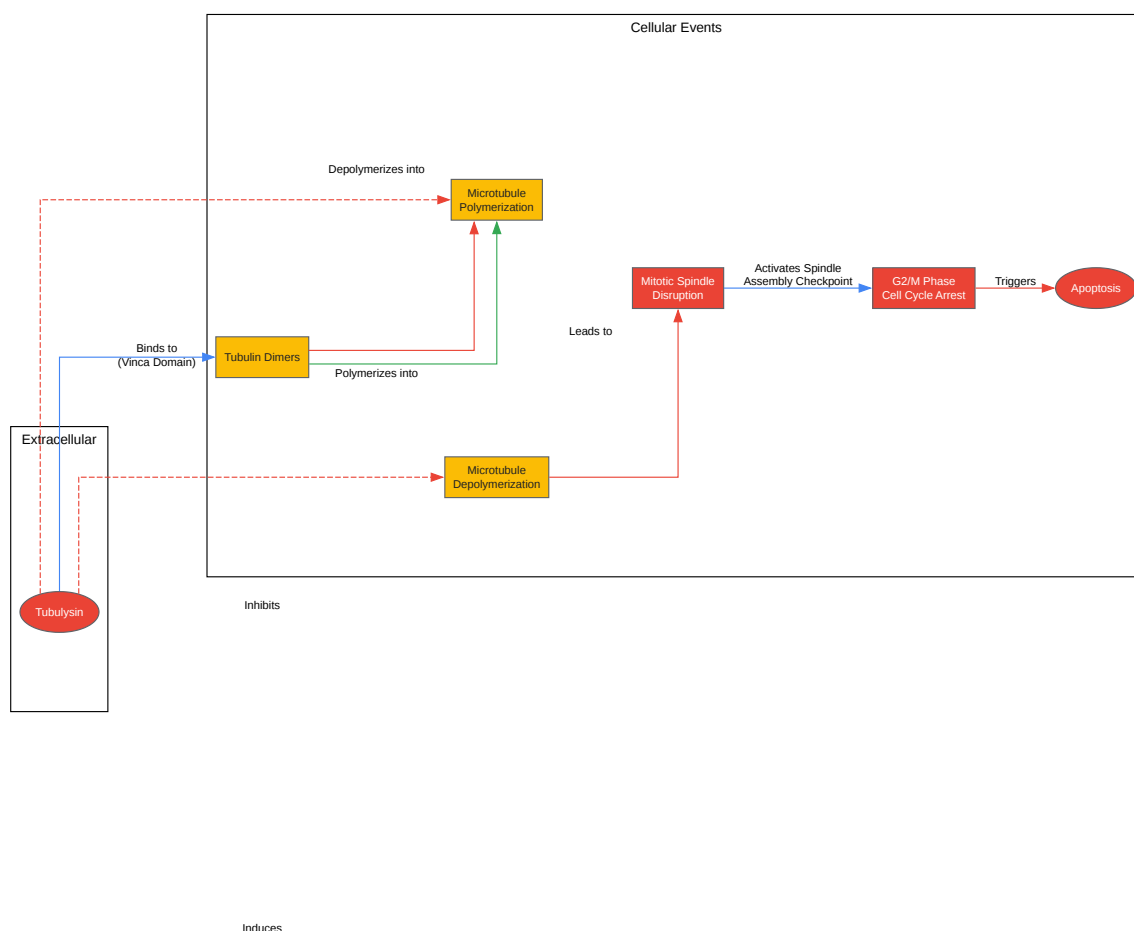 Cellular Events
Depolymerizes into
Microtubule
Polymerization
Mitotic Spindle
Disruption
Activates Spindle
Assembly Checkpoint
G2/M Phase
Cell Cycle Arrest
Triggers
Apoptosis
Leads to
Binds to
(Vinca Domain)
Tubulin Dimers
Polymerizes into
Extracellular
Microtubule
Depolymerization
Tubulysin
Inhibits
Induces